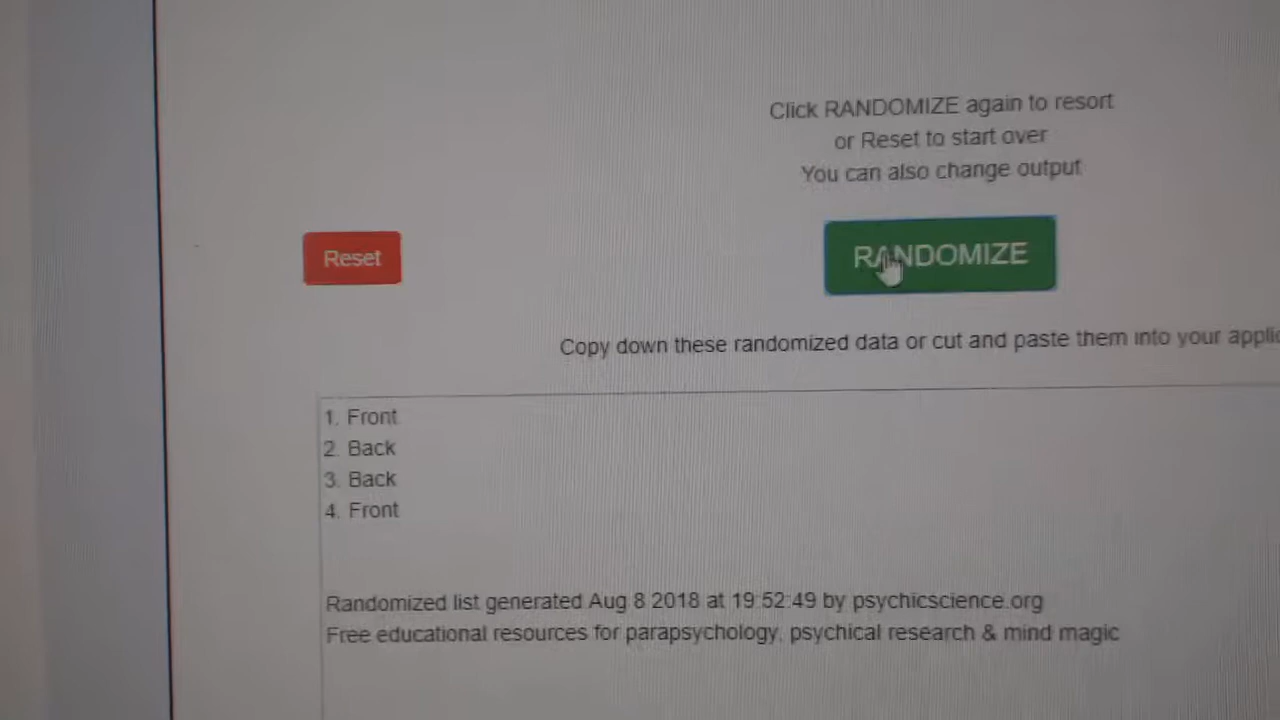 Click RANDOMIZE again to resort
or Reset to start over
You can also change output
Reset
RANDOMIZE
Copy down these randomized data or cut and paste them into your
1. Front
2. Back
3. Back
4. Front
Randomized list generated Aug 8 2018 at 19:52:49 by psychicscience.org
Free educational resources for parapsychology, psychical research & mind magic